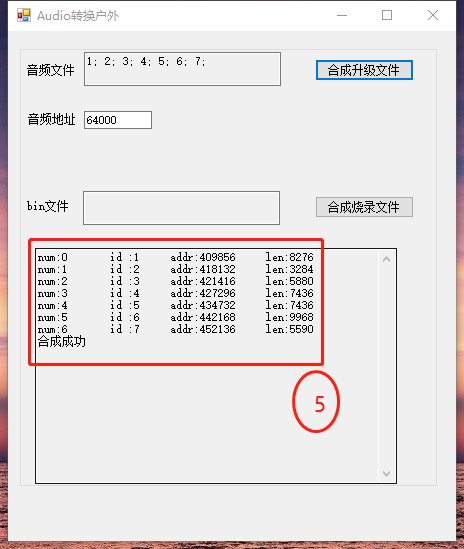 Audio转换户外
音频文件 1; 2; 3; 4; 5; 6; 7; 合成升级文件
音频地址 64000
bin文件 合成烧录文件
num:0 id :1 addr:409856 len:8276
num:1 id :2 addr:418132 len:3284
num:2 id :3 addr:421416 len:5880
num:3 id :4 addr:427296 len:7436
num:4 id :5 addr:434732 len:7436
num:5 id :6 addr:442168 len:9968
num:6 id :7 addr:452136 len:5590
合成成功
5